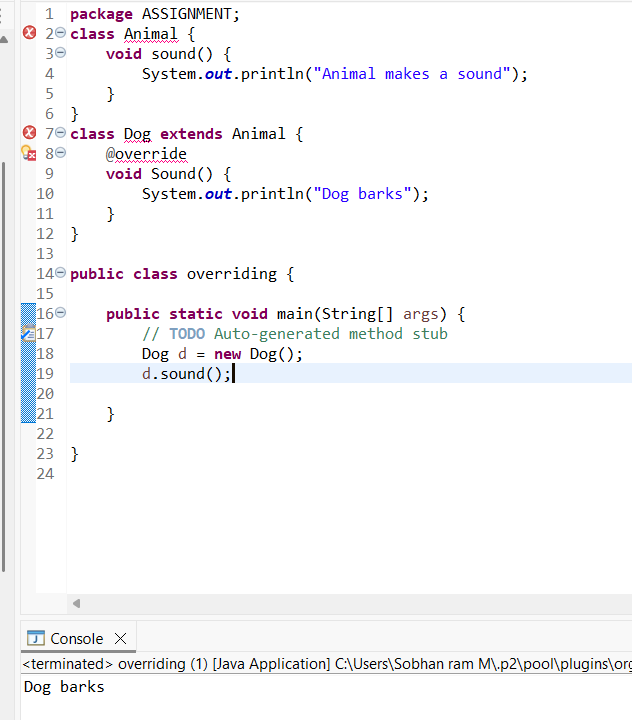 1 package ASSIGNMENT;
2 class Animal {
3     void sound() {
4         System.out.println("Animal makes a sound");
5     }
6 }
7 class Dog extends Animal {
8     @override
9     void Sound() {
10         System.out.println("Dog barks");
11     }
12 }
13
14 public class overriding {
15
16     public static void main(String[] args) {
17         // TODO Auto-generated method stub
18         Dog d = new Dog();
19         d.sound();
20
21     }
22
23 }
24
Console
<terminated> overriding (1) [Java Application] C:\Users\Sobhan ram M\.p2\pool\plugins\org
Dog barks